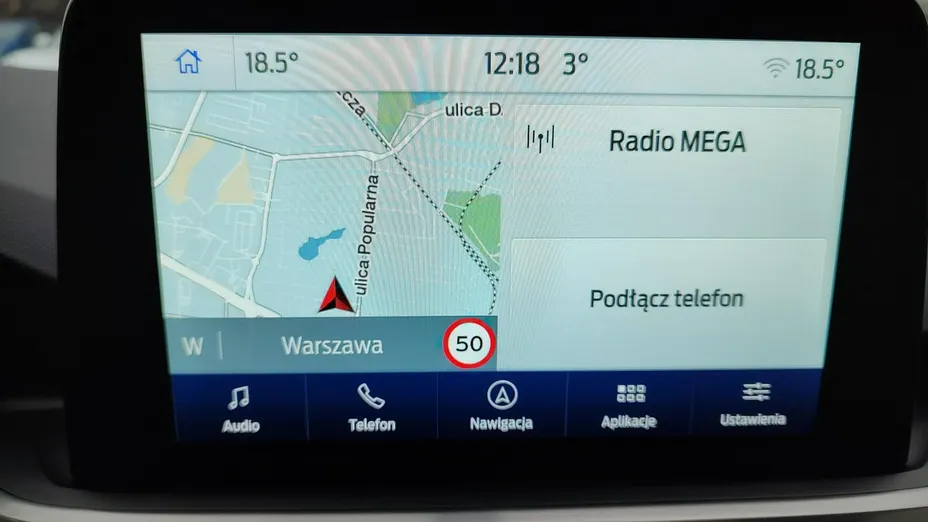 18.5° 12:18 3° 18.5°
cza
ulica D.
ulica Popularna
Radio MEGA
Podłącz telefon
W Warszawa 50
Audio Telefon Nawigacja Aplikacje Ustawienia